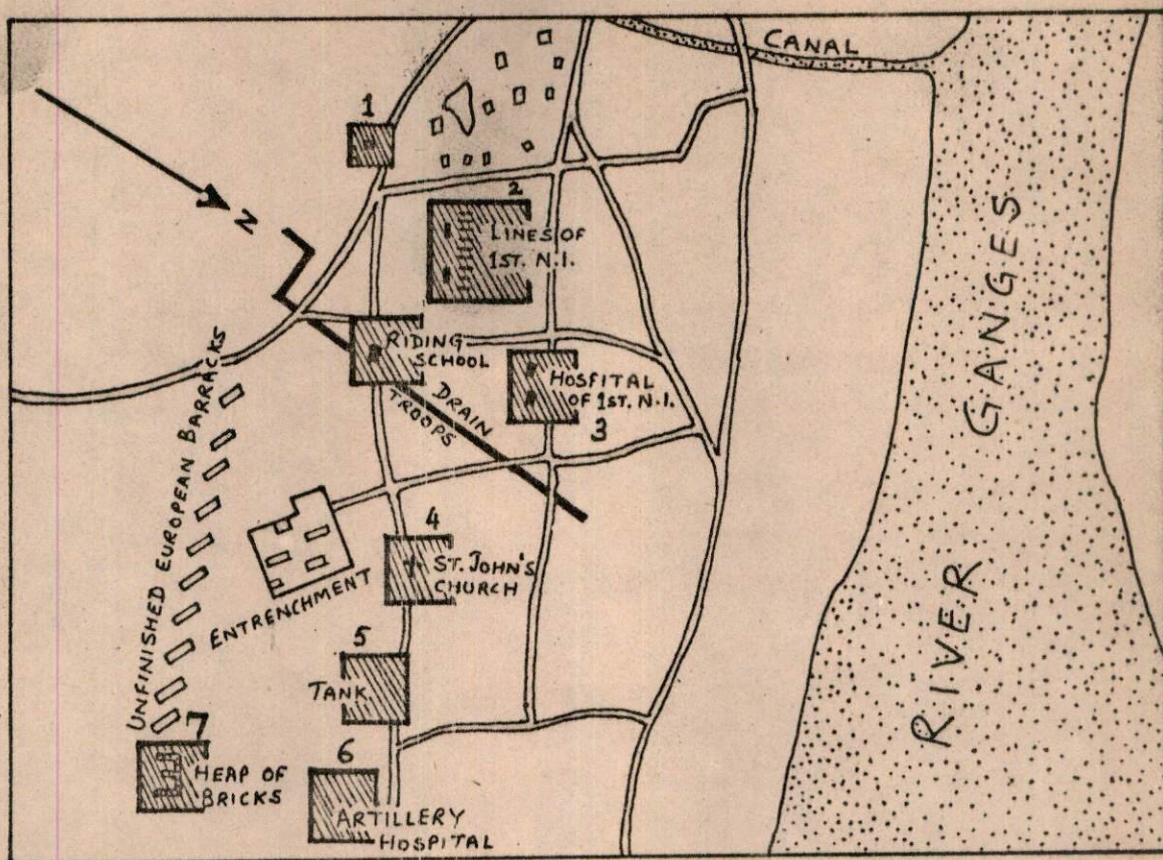 CANAL
1
N
2
LINES OF
1ST. N.I.
RIDING
SCHOOL
DRAIN
TROOPS
HOSFITAL
OF 1ST. N.I.
3
UNFINISHED EUROPEAN BARRACKS
4
ST. JOHN'S
CHURCH
ENTRENCHMENT
5
TANK
6
ARTILLERY
HOSPITAL
7
HEAP OF
BRICKS
RIVER GANGES